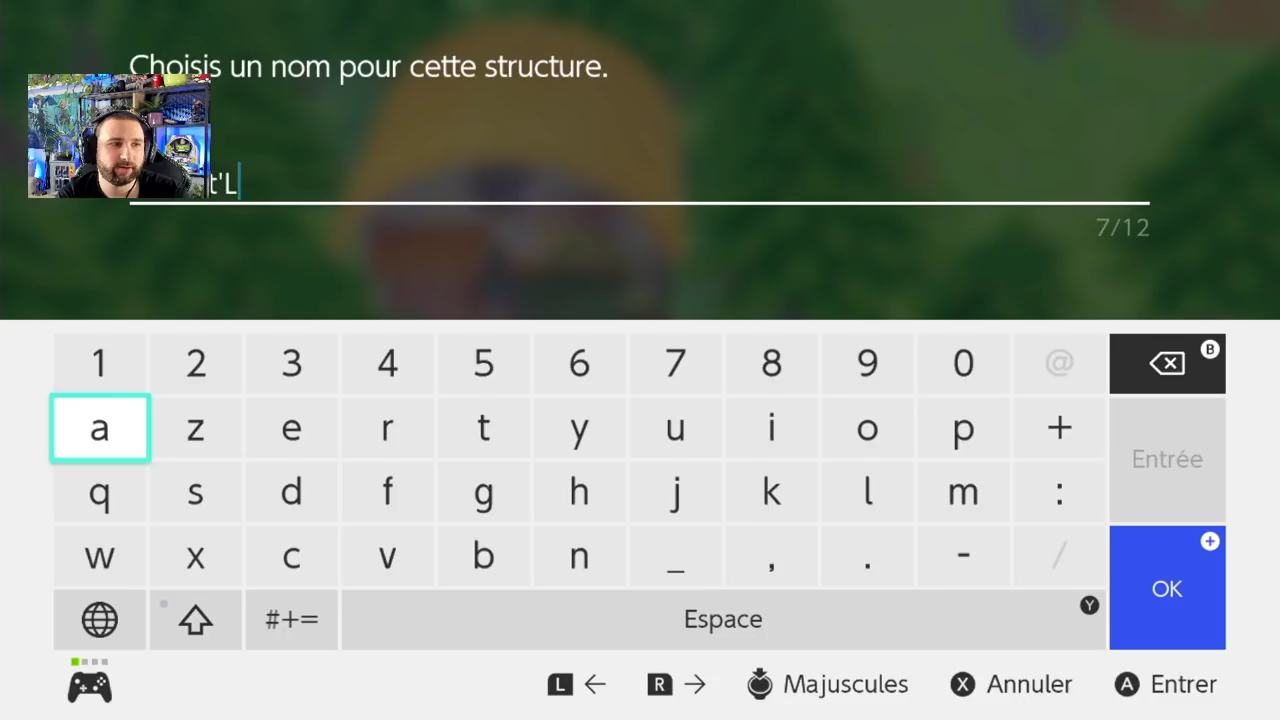 Choisis un nom pour cette structure.
t'L
7/12
1 2 3 4 5 6 7 8 9 0 @ B
a z e r t y u i o p + Entrée
q s d f g h j k l m :
w x c v b n _ , . - / + OK
#+= Espace Y
L ← R → Majuscules X Annuler A Entrer